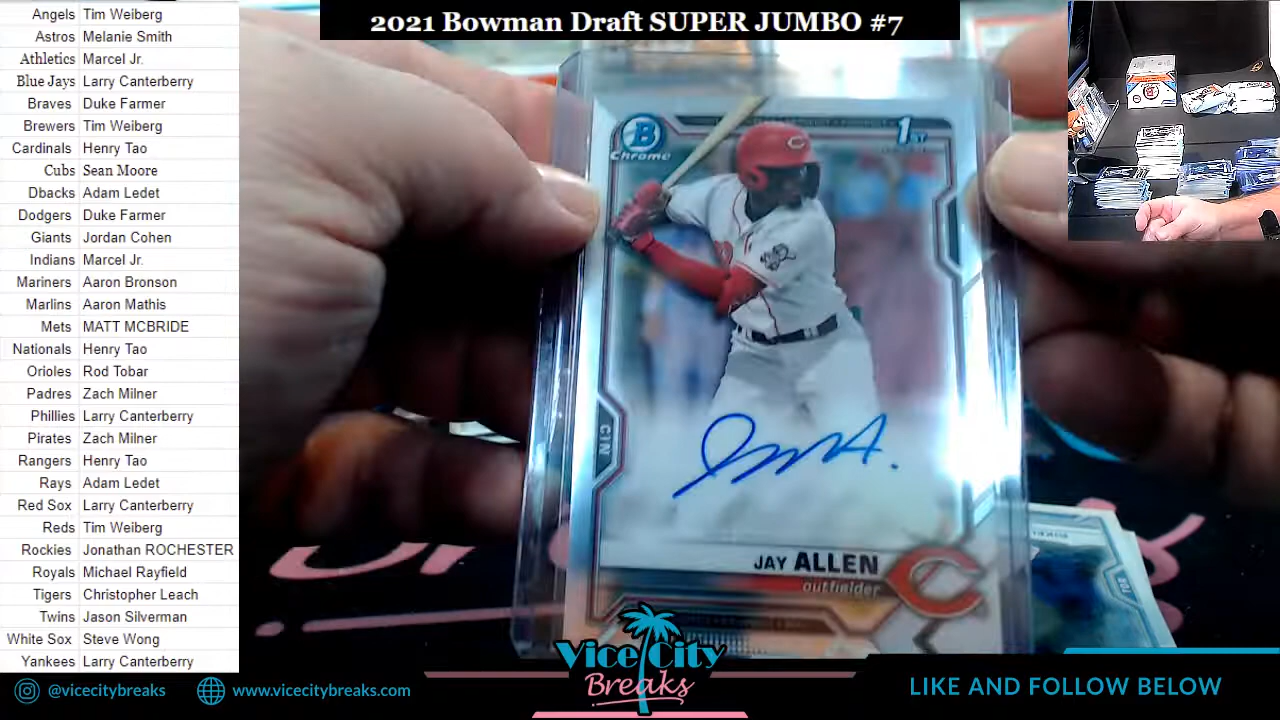 2021 Bowman Draft SUPER JUMBO #7
Angels Tim Weiberg
Astros Melanie Smith
Athletics Marcel Jr.
Blue Jays Larry Canterberry
Braves Duke Farmer
Brewers Tim Weiberg
Cardinals Henry Tao
Cubs Sean Moore
Dbacks Adam Ledet
Dodgers Duke Farmer
Giants Jordan Cohen
Indians Marcel Jr.
Mariners Aaron Bronson
Marlins Aaron Mathis
Mets MATT MCBRIDE
Nationals Henry Tao
Orioles Rod Tobar
Padres Zach Milner
Phillies Larry Canterberry
Pirates Zach Milner
Rangers Henry Tao
Rays Adam Ledet
Red Sox Larry Canterberry
Reds Tim Weiberg
Rockies Jonathan ROCHESTER
Royals Michael Rayfield
Tigers Christopher Leach
Twins Jason Silverman
White Sox Steve Wong
Yankees Larry Canterberry
B
Chrome
1ST
CIN
JAY ALLEN
outfielder
C
TOR
@vicecitybreaks
www.vicecitybreaks.com
Vice City
Breaks
LIKE AND FOLLOW BELOW